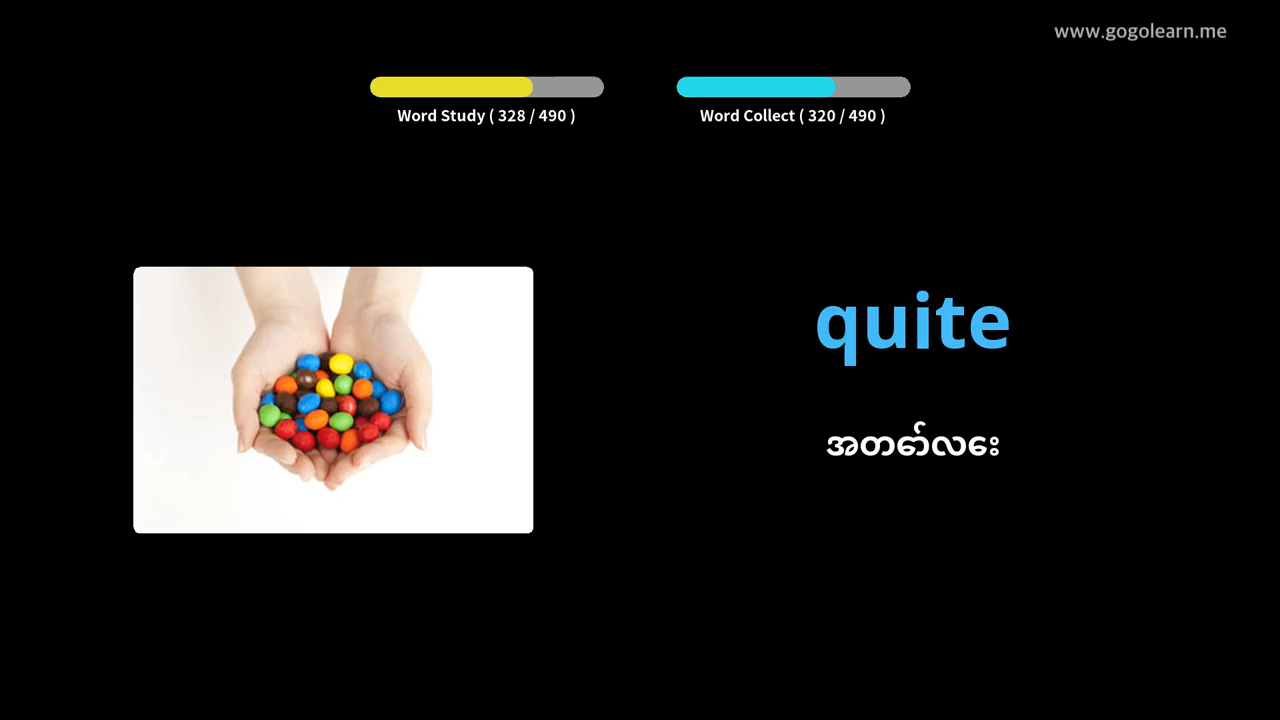 www.gogolearn.me
Word Study ( 328 / 490 )
Word Collect ( 320 / 490 )
quite
အတော်လေး